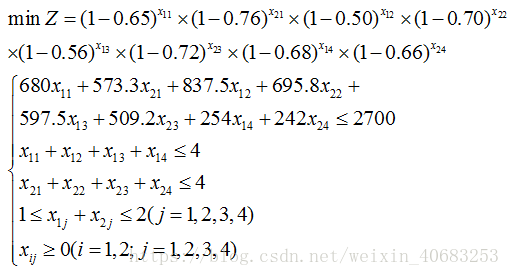 min Z = (1−0.65)^{x_{11}} × (1−0.76)^{x_{21}} × (1−0.50)^{x_{12}} × (1−0.70)^{x_{22}}
×(1−0.56)^{x_{13}} × (1−0.72)^{x_{23}} × (1−0.68)^{x_{14}} × (1−0.66)^{x_{24}}
680x_{11} + 573.3x_{21} + 837.5x_{12} + 695.8x_{22} +
597.5x_{13} + 509.2x_{23} + 254x_{14} + 242x_{24} ≤ 2700
x_{11} + x_{12} + x_{13} + x_{14} ≤ 4
x_{21} + x_{22} + x_{23} + x_{24} ≤ 4
1 ≤ x_{1j} + x_{2j} ≤ 2(j = 1,2,3,4)
x_{ij} ≥ 0(i = 1,2; j = 1,2,3,4)
https://blog.csdn.net/weixin_40683253